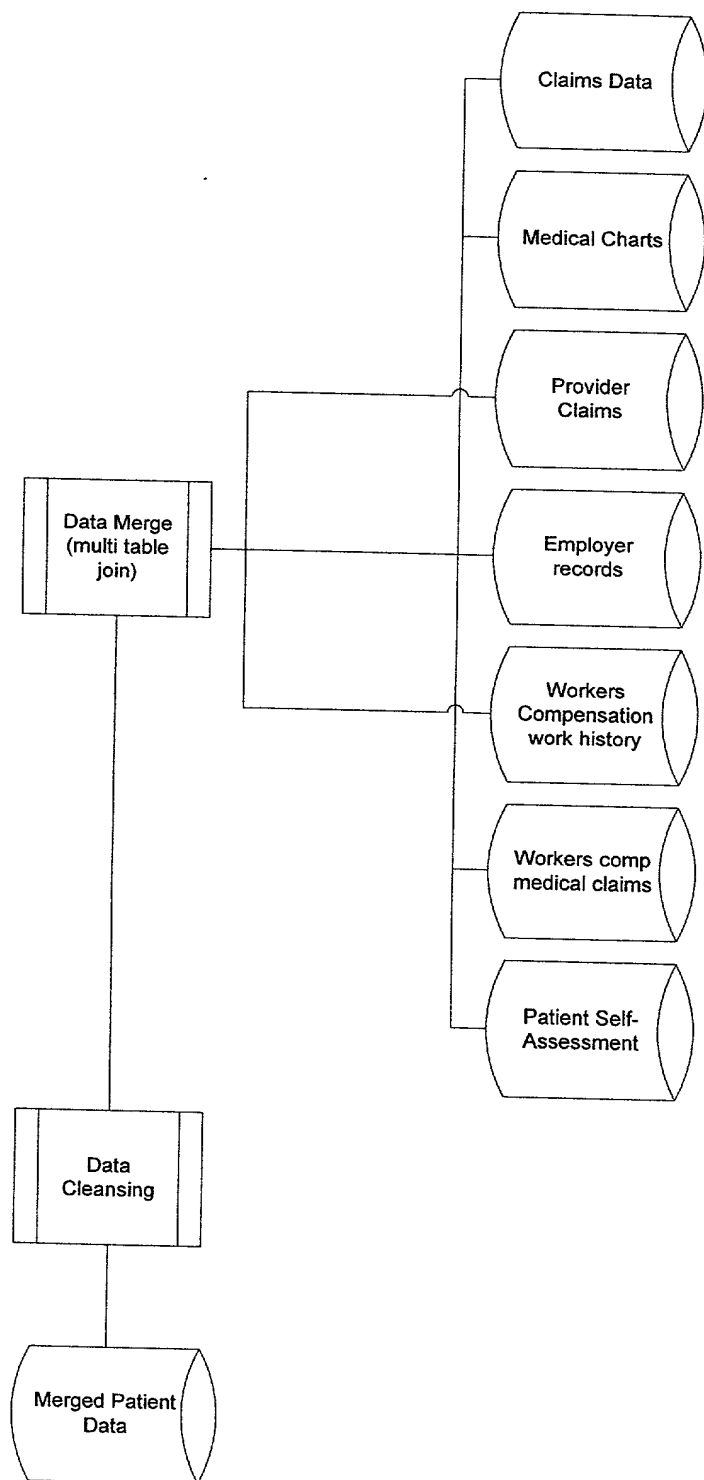 Claims Data
Medical Charts
Provider
Claims
Data Merge
(multi table
join)
Employer
records
Workers
Compensation
work history
Workers comp
medical claims
Patient Self-
Assessment
Data
Cleansing
Merged Patient
Data